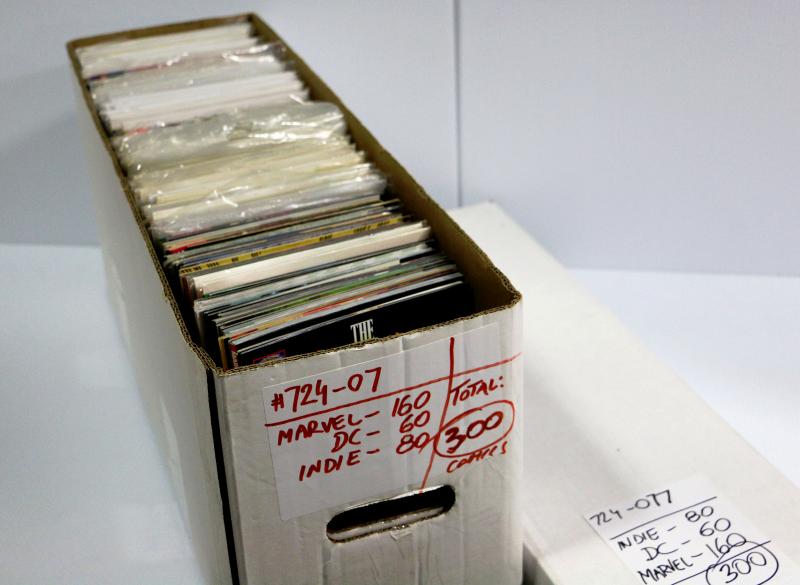 THE
#724-07
MARVEL - 160
DC - 60
INDIE - 80
TOTAL:
300
COMICS
724-077
INDIE - 80
DC - 60
MARVEL - 160
300